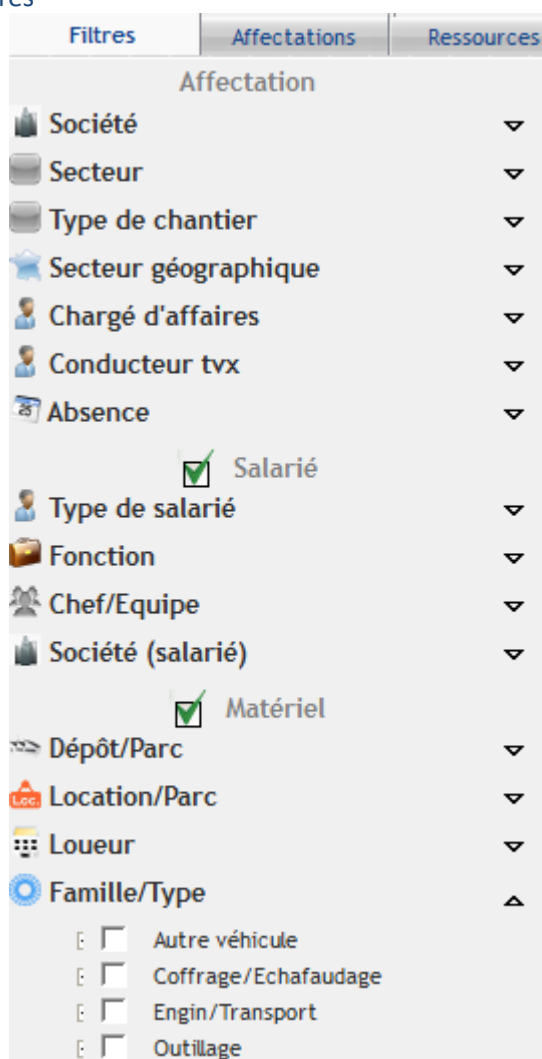 Filtres Affectations Ressources
Affectation
Société
Secteur
Type de chantier
Secteur géographique
Chargé d'affaires
Conducteur tvx
Absence
Salarié
Type de salarié
Fonction
Chef/Equipe
Société (salarié)
Matériel
Dépôt/Parc
Loc. Location/Parc
Loueur
Famille/Type
Autre véhicule
Coffrage/Echafaudage
Engin/Transport
Outillage